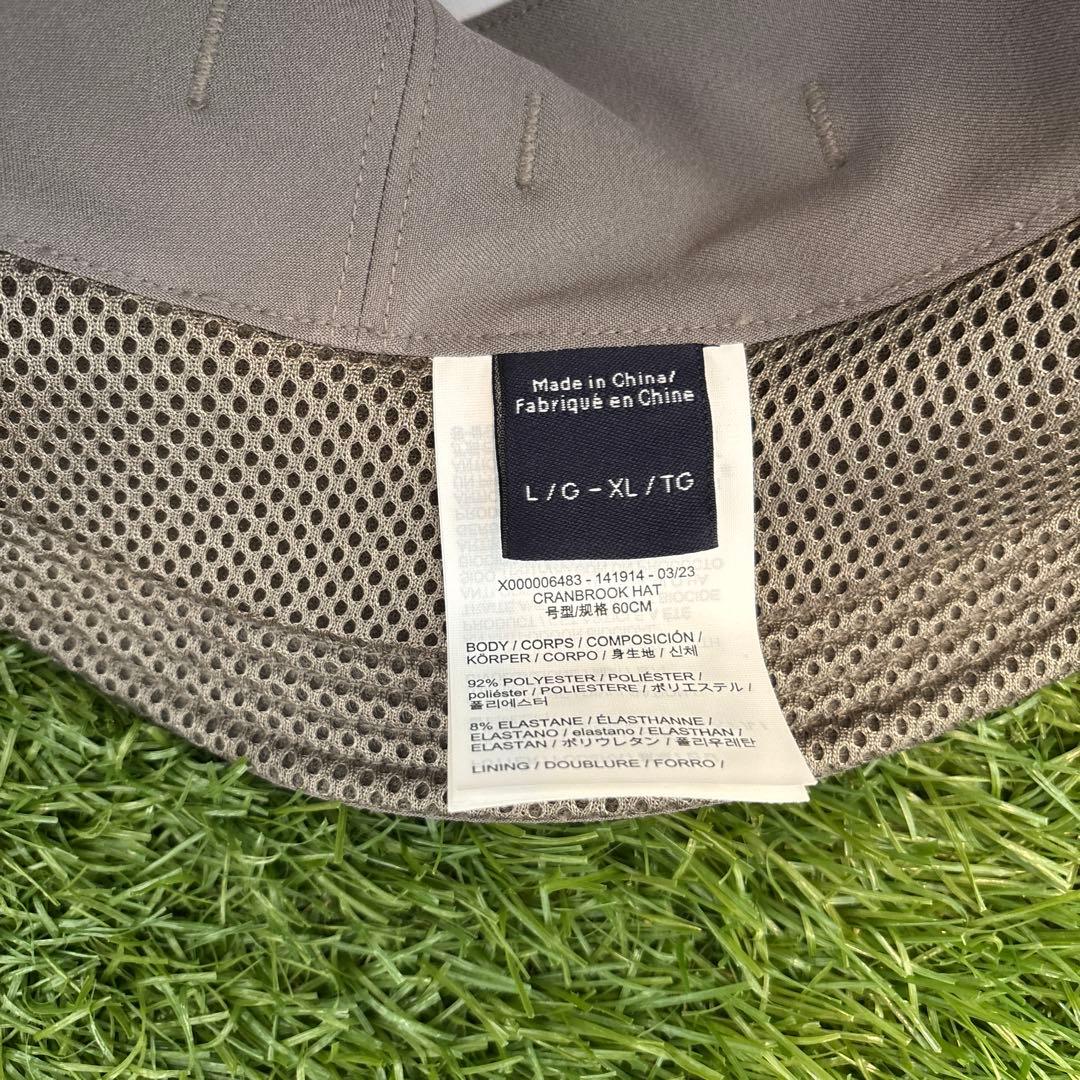 Made in China/
Fabriqué en Chine
L / G – XL / TG
X000006483 - 141914 - 03/23
CRANBROOK HAT
号型/规格 60CM
BODY / CORPS / COMPOSICIÓN /
KÖRPER / CORPO / 身生地 / 신체
92% POLYESTER / POLIÉSTER /
poliéster / POLIESTERE / ポリエステル /
폴리에스터
8% ELASTANE / ÉLASTHANNE /
ELASTANO / elastano / ELASTHAN /
ELASTAN / ポリウレタン / 폴리우레탄
LINING / DOUBLURE / FORRO /